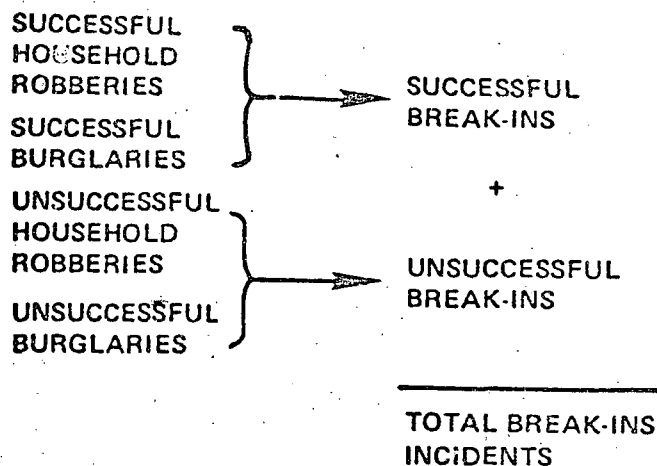 SUCCESSFUL
HOUSEHOLD
ROBBERIES
SUCCESSFUL
BURGLARIES
SUCCESSFUL
BREAK-INS
+
UNSUCCESSFUL
HOUSEHOLD
ROBBERIES
UNSUCCESSFUL
BURGLARIES
UNSUCCESSFUL
BREAK-INS
TOTAL BREAK-INS
INCIDENTS